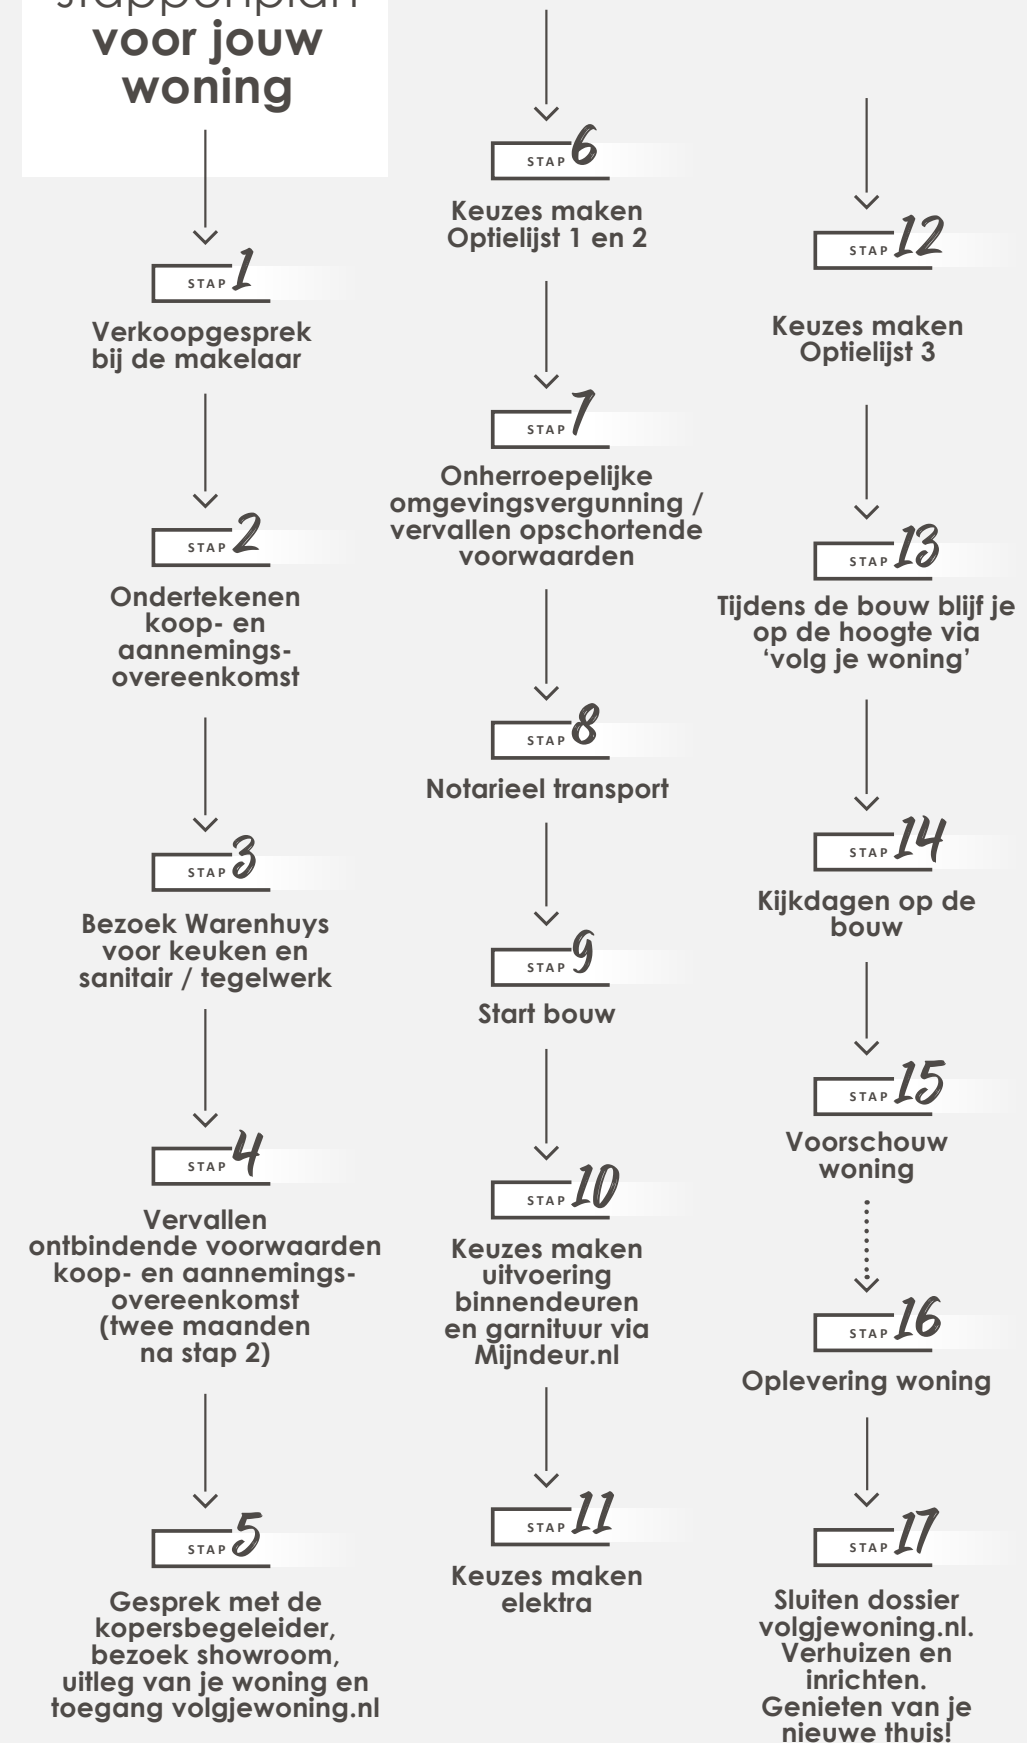 stappenplan
voor jouw
woning
STAP 1
Verkoopgesprek
bij de makelaar
STAP 2
Ondertekenen
koop- en
aannemings-
overeenkomst
STAP 3
Bezoek Warenhuys
voor keuken en
sanitair / tegelwerk
STAP 4
Vervallen
ontbindende voorwaarden
koop- en aannemings-
overeenkomst
(twee maanden
na stap 2)
STAP 5
Gesprek met de
kopersbegeleider,
bezoek showroom,
uitleg van je woning en
toegang volgjewoning.nl
STAP 6
Keuzes maken
Optielijst 1 en 2
STAP 7
Onherroepelijke
omgevingsvergunning /
vervallen opschortende
voorwaarden
STAP 8
Notarieel transport
STAP 9
Start bouw
STAP 10
Keuzes maken
uitvoering
binnendeuren
en garnituur via
Mijndeur.nl
STAP 11
Keuzes maken
elektra
STAP 12
Keuzes maken
Optielijst 3
STAP 13
Tijdens de bouw blijf je
op de hoogte via
‘volg je woning’
STAP 14
Kijkdagen op de
bouw
STAP 15
Voorschouw
woning
STAP 16
Oplevering woning
STAP 17
Sluiten dossier
volgjewoning.nl.
Verhuizen en
inrichten.
Genieten van je
nieuwe thuis!